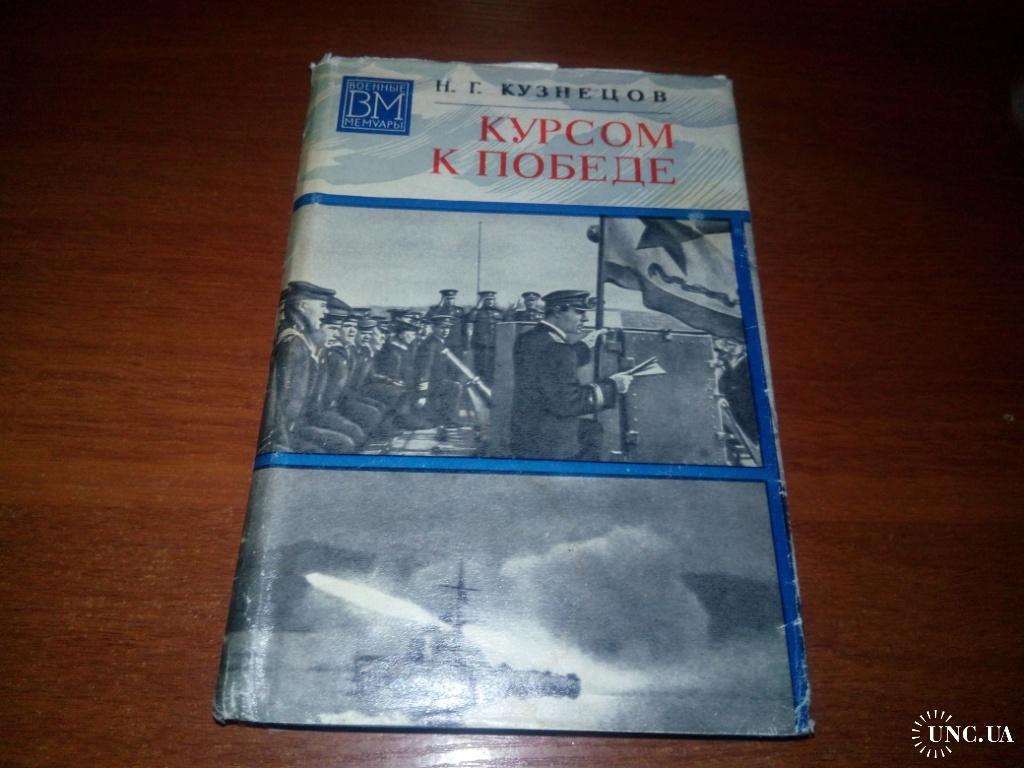 ВОЕННЫЕ
ВМ
МЕМУАРЫ
Н. Г. КУЗНЕЦОВ
КУРСОМ
К ПОБЕДЕ
UNC.UA